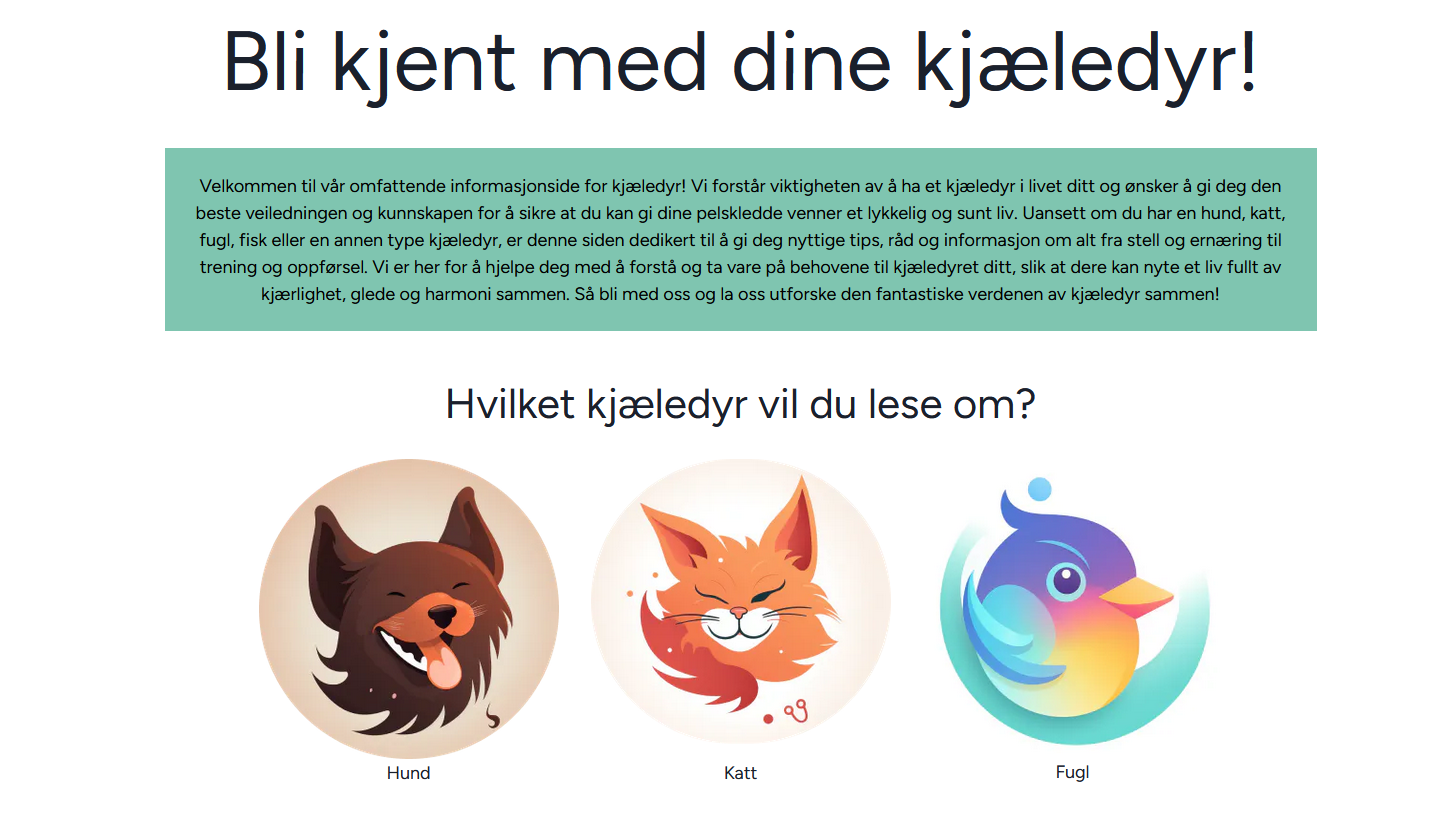 Bli kjent med dine kjæledyr!
Velkommen til vår omfattende informasjonside for kjæledyr! Vi forstår viktigheten av å ha et kjæledyr i livet ditt og ønsker å gi deg den
beste veiledningen og kunnskapen for å sikre at du kan gi dine pelskledde venner et lykkelig og sunt liv. Uansett om du har en hund, katt,
fugl, fisk eller en annen type kjæledyr, er denne siden dedikert til å gi deg nyttige tips, råd og informasjon om alt fra stell og ernæring til
trening og oppførsel. Vi er her for å hjelpe deg med å forstå og ta vare på behovene til kjæledyret ditt, slik at dere kan nyte et liv fullt av
kjærlighet, glede og harmoni sammen. Så bli med oss og la oss utforske den fantastiske verdenen av kjæledyr sammen!
Hvilket kjæledyr vil du lese om?
Hund
Katt
Fugl